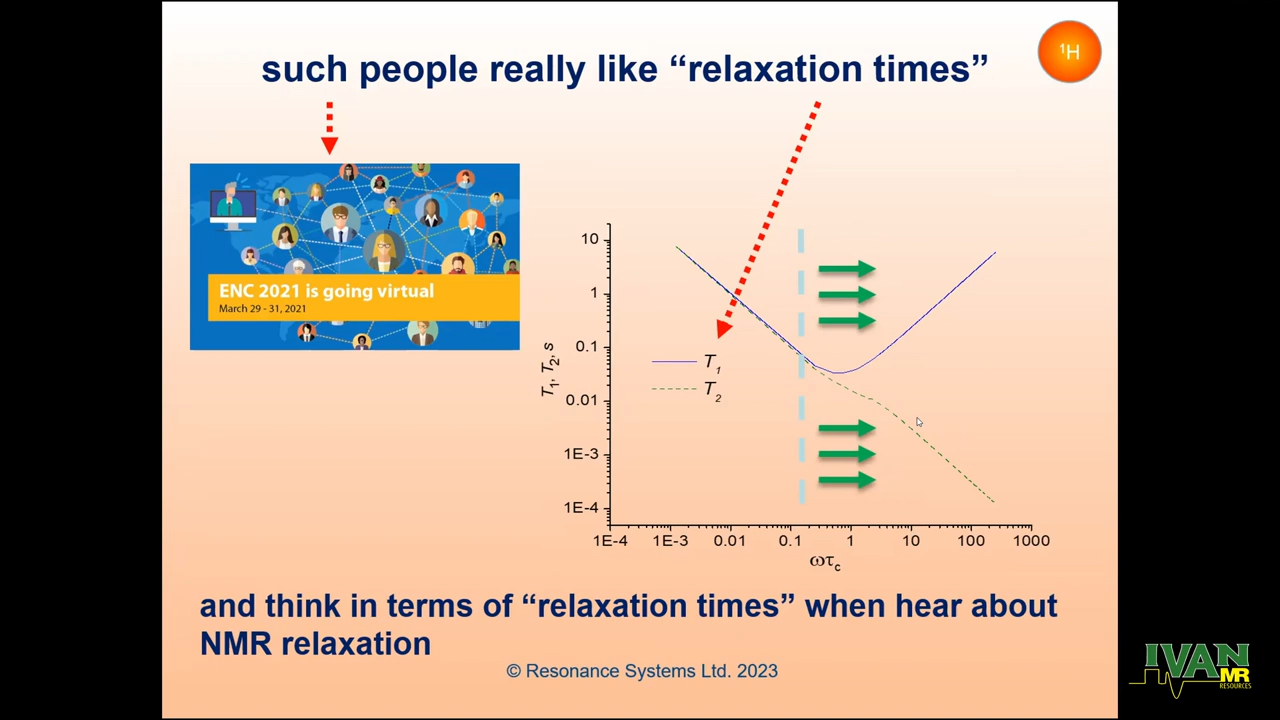 such people really like “relaxation times”
¹H
ENC 2021 is going virtual
March 29 - 31, 2021
10
1
0.1
0.01
1E-3
1E-4
T₁, T₂, s
T₁
T₂
1E-4 1E-3 0.01 0.1 1 10 100 1000
ωτc
and think in terms of “relaxation times” when hear about
NMR relaxation
© Resonance Systems Ltd. 2023
IVAN
MR
RESOURCES